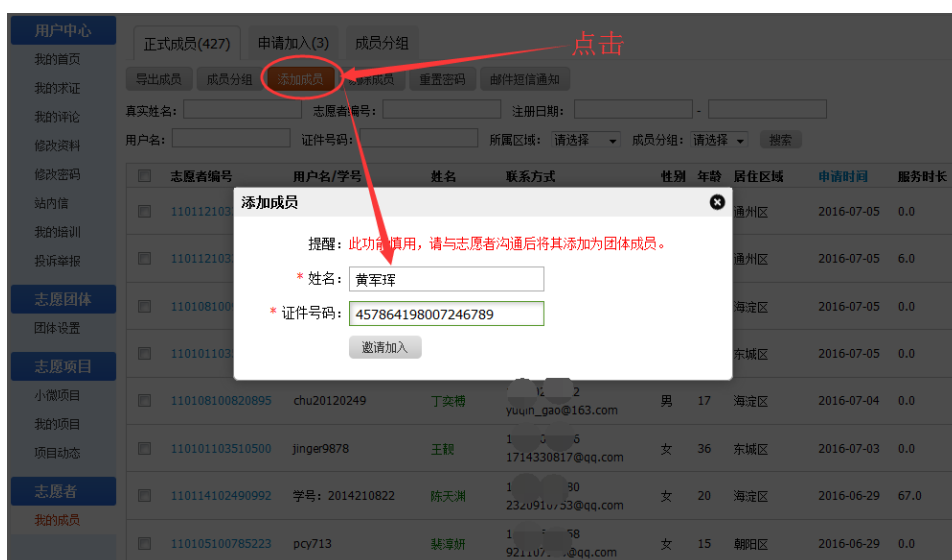 用户中心
我的首页
我的求证
我的评论
修改资料
修改密码
站内信
我的培训
投诉举报
志愿团体
团体设置
志愿项目
小微项目
我的项目
项目动态
志愿者
我的成员
正式成员(427) 申请加入(3) 成员分组
点击
导出成员 成员分组 添加成员 除成员 重置密码 邮件短信通知
真实姓名: 志愿者编号: 注册日期: -
用户名: 证件号码: 所属区域: 请选择 成员分组: 请选择 搜索
志愿者编号 用户名/学号 姓名 联系方式 性别 年龄 居住区域 申请时间 服务时长
通州区 2016-07-05 0.0
通州区 2016-07-05 6.0
海淀区 2016-07-05 0.0
东城区 2016-07-05 0.0
添加成员
提醒:此功能慎用,请与志愿者沟通后将其添加为团体成员。
* 姓名: 黄军珲
* 证件号码: 457864198007246789
邀请加入
110108100820895 chu20120249 丁奕搏 yuqin_gao@163.com 男 17 海淀区 2016-07-04 0.0
110101103510500 jinger9878 王靓 1714330817@qq.com 女 36 东城区 2016-07-03 0.0
110114102490992 学号: 2014210822 陈天渊 2320910753@qq.com 女 20 海淀区 2016-06-29 67.0
110105100785223 pcy713 裴淳妍 @qq.com 女 15 朝阳区 2016-06-29 0.0